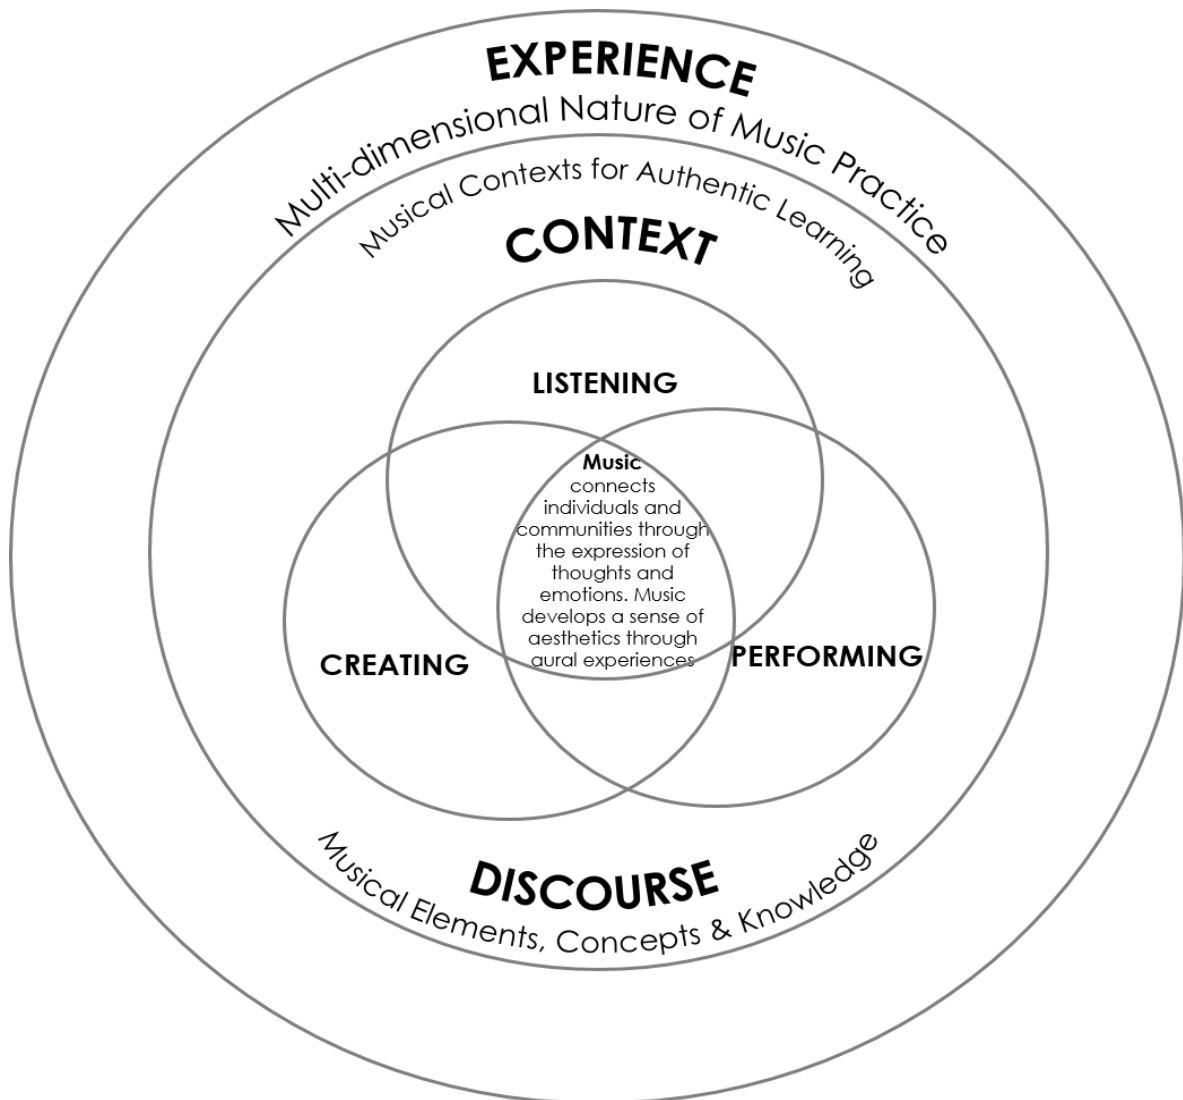 EXPERIENCE
Multi-dimensional Nature of Music Practice
Musical Contexts for Authentic Learning
CONTEXT
LISTENING
Music
connects
individuals and
communities through
the expression of
thoughts and
emotions. Music
develops a sense of
aesthetics through
aural experiences
CREATING
PERFORMING
DISCOURSE
Musical Elements, Concepts & Knowledge